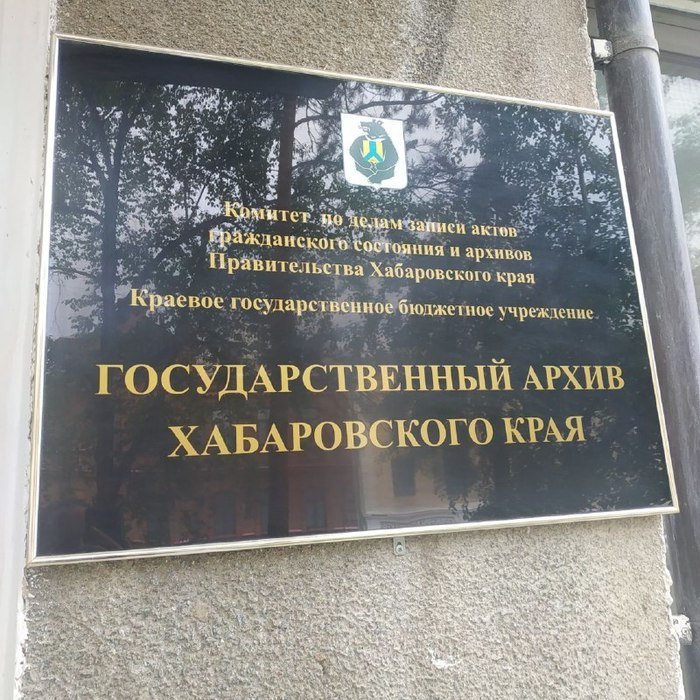 Комитет по делам записи актов
гражданского состояния и архивов
Правительства Хабаровского края
Краевое государственное бюджетное учреждение
ГОСУДАРСТВЕННЫЙ АРХИВ
ХАБАРОВСКОГО КРАЯ